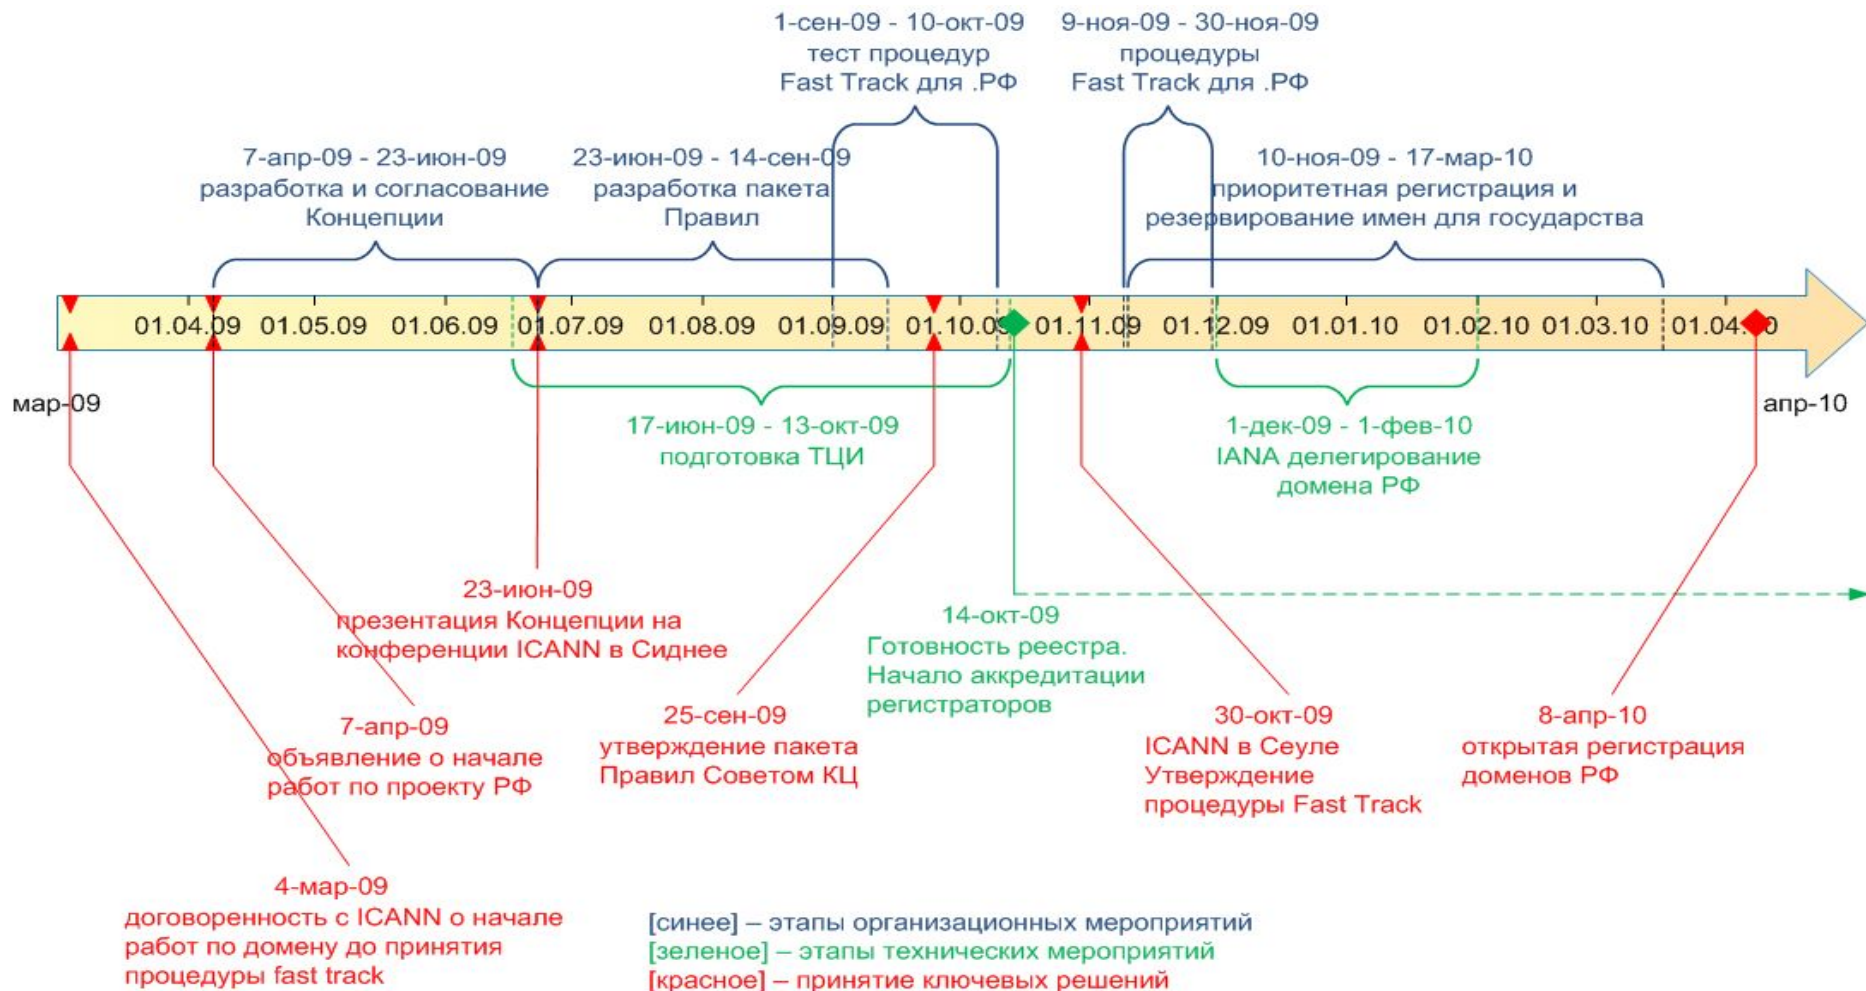 1-сен-09 - 10-окт-09
тест процедур
Fast Track для .РФ
9-ноя-09 - 30-ноя-09
процедуры
Fast Track для .РФ
7-апр-09 - 23-июн-09
разработка и согласование
Концепции
23-июн-09 - 14-сен-09
разработка пакета
Правил
10-ноя-09 - 17-мар-10
приоритетная регистрация и
резервирование имен для государства
01.04.09 01.05.09 01.06.09 01.07.09 01.08.09 01.09.09 01.10.09 01.11.09 01.12.09 01.01.10 01.02.10 01.03.10 01.04.10
мар-09
апр-10
17-июн-09 - 13-окт-09
подготовка ТЦИ
1-дек-09 - 1-фев-10
IANA делегирование
домена РФ
23-июн-09
презентация Концепции на
конференции ICANN в Сиднее
14-окт-09
Готовность реестра.
Начало аккредитации
регистраторов
7-апр-09
объявление о начале
работ по проекту РФ
25-сен-09
утверждение пакета
Правил Советом КЦ
30-окт-09
ICANN в Сеуле
Утверждение
процедуры Fast Track
8-апр-10
открытая регистрация
доменов РФ
4-мар-09
договоренность с ICANN о начале
работ по домену до принятия
процедуры fast track
[синее] – этапы организационных мероприятий
[зеленое] – этапы технических мероприятий
[красное] – принятие ключевых решений